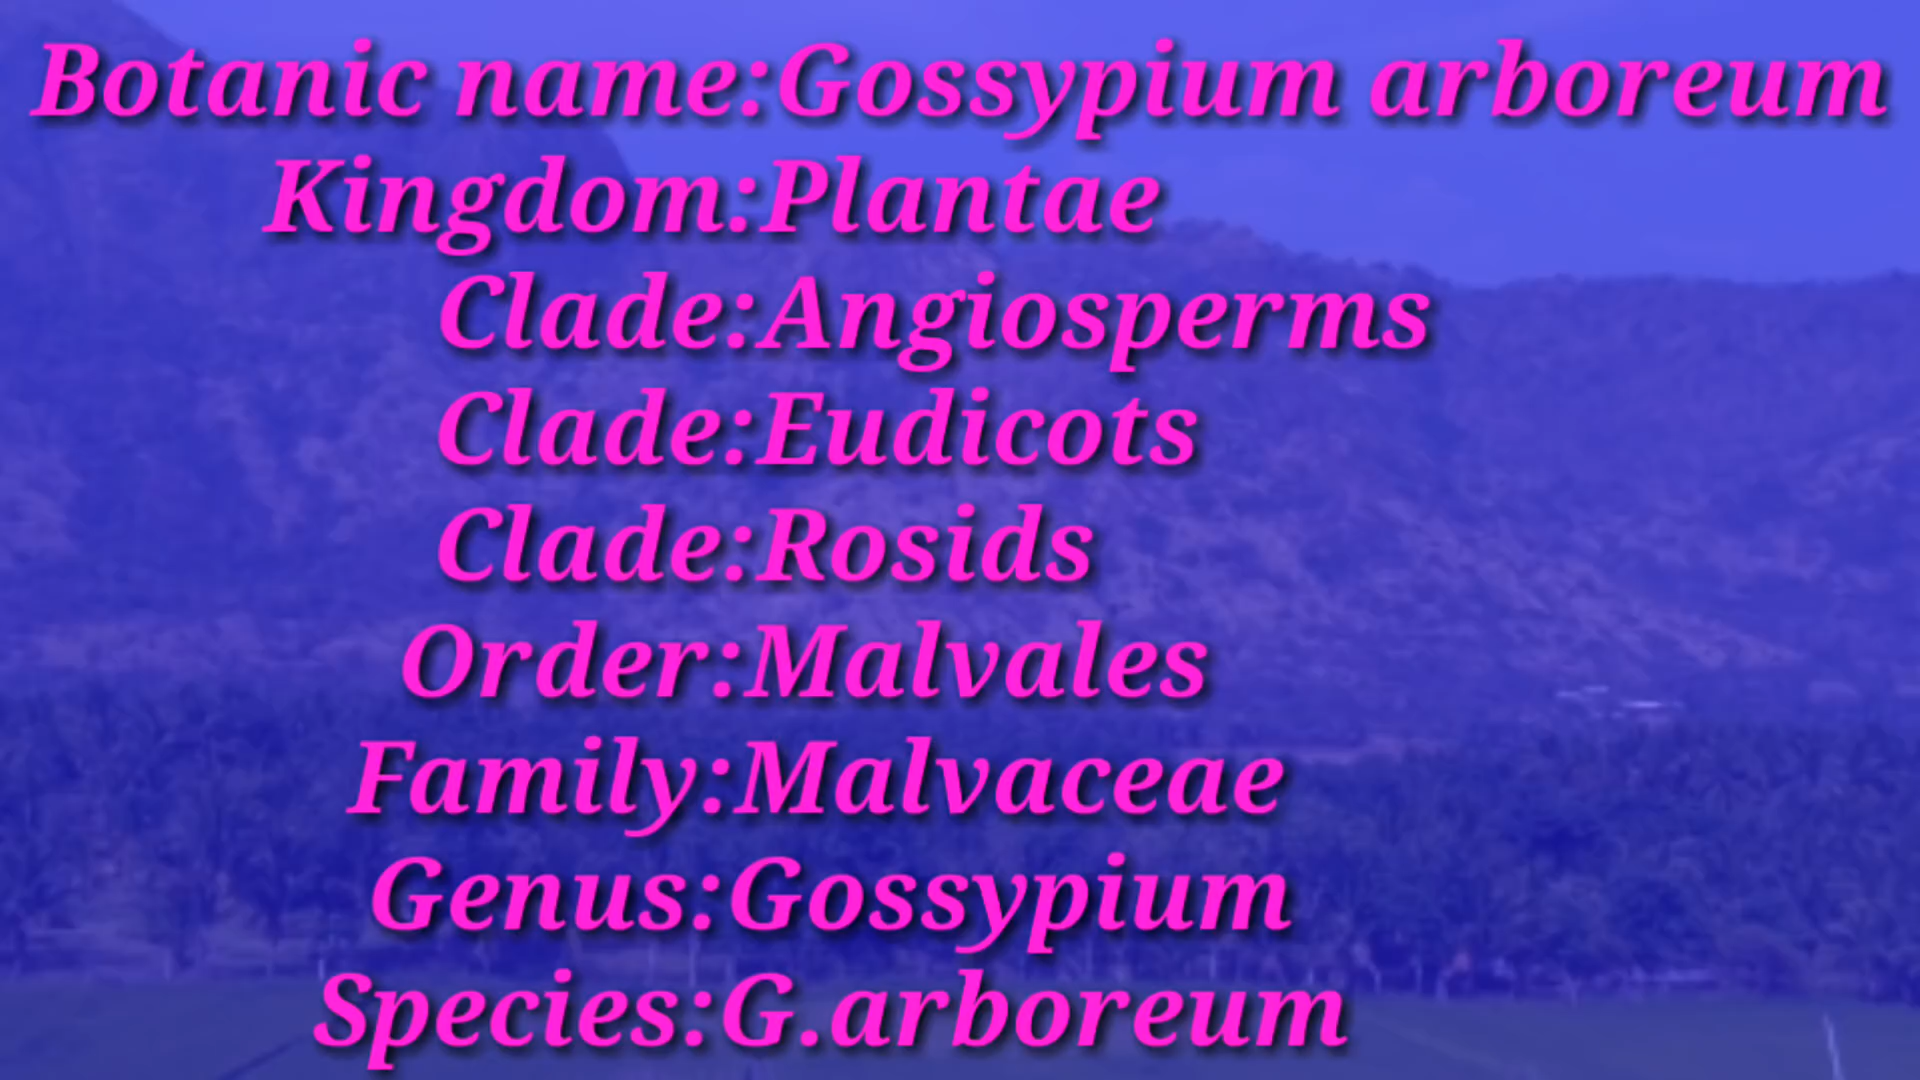 Botanic name:Gossypium arboreum
Kingdom:Plantae
Clade:Angiosperms
Clade:Eudicots
Clade:Rosids
Order:Malvales
Family:Malvaceae
Genus:Gossypium
Species:G.arboreum